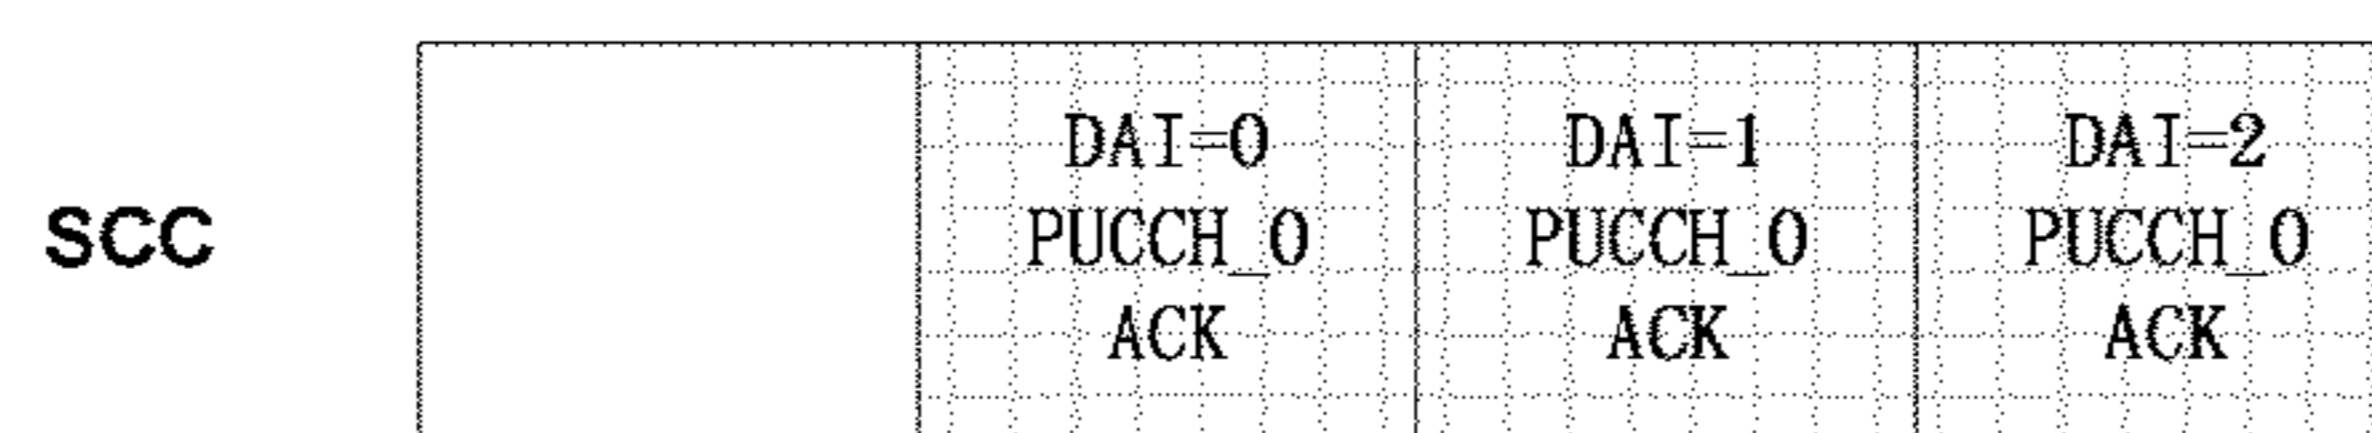 SCC
DAI=0
PUCCH_0
ACK
DAI=1
PUCCH_0
ACK
DAI=2
PUCCH_0
ACK